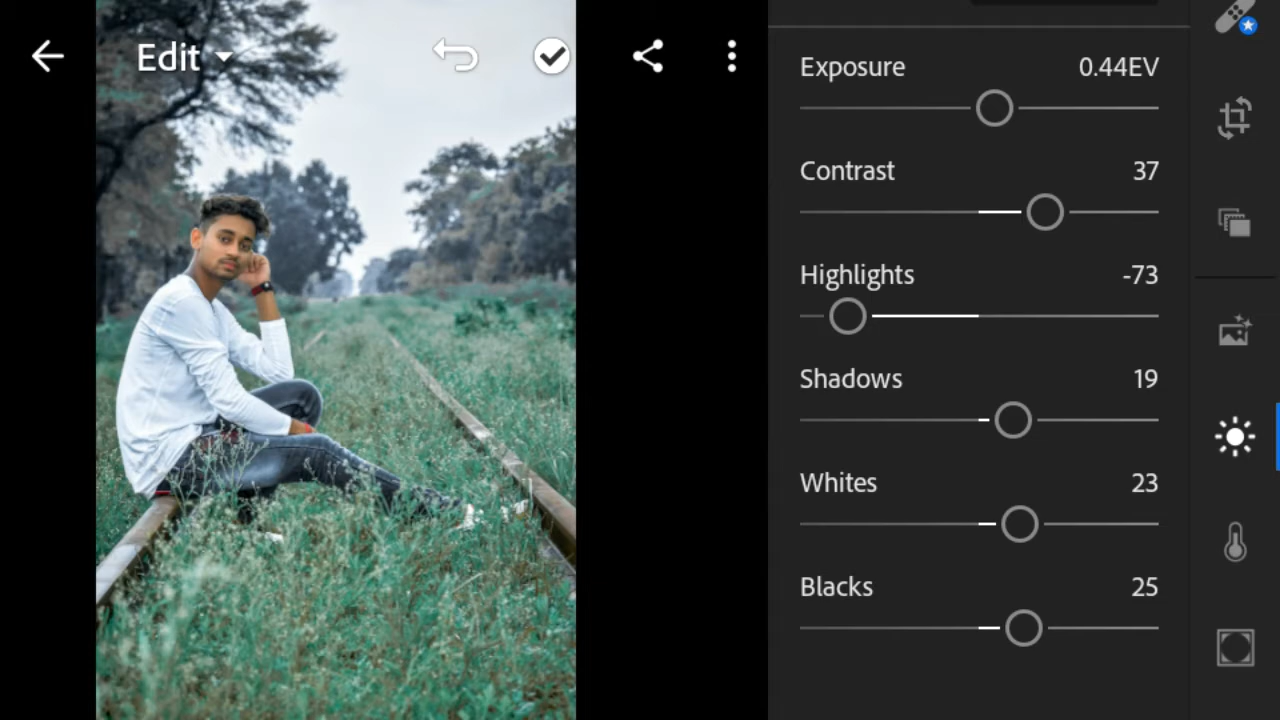 Edit
Exposure 0.44EV
Contrast 37
Highlights -73
Shadows 19
Whites 23
Blacks 25